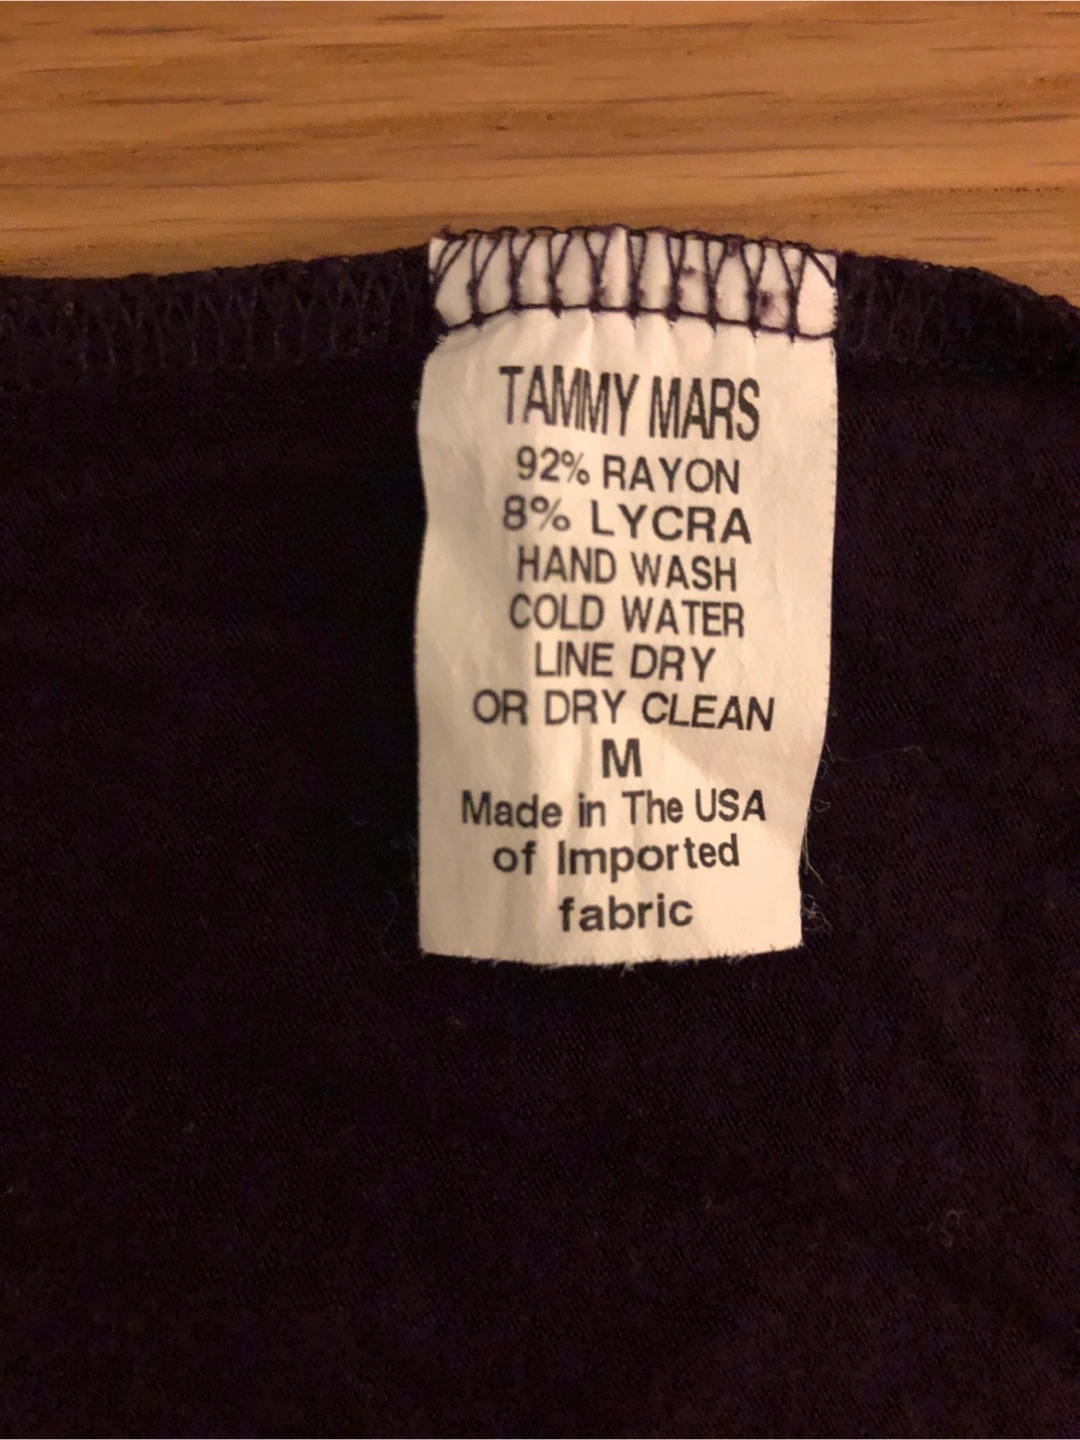 TAMMY MARS
92% RAYON
8% LYCRA
HAND WASH
COLD WATER
LINE DRY
OR DRY CLEAN
M
Made in The USA
of Imported
fabric